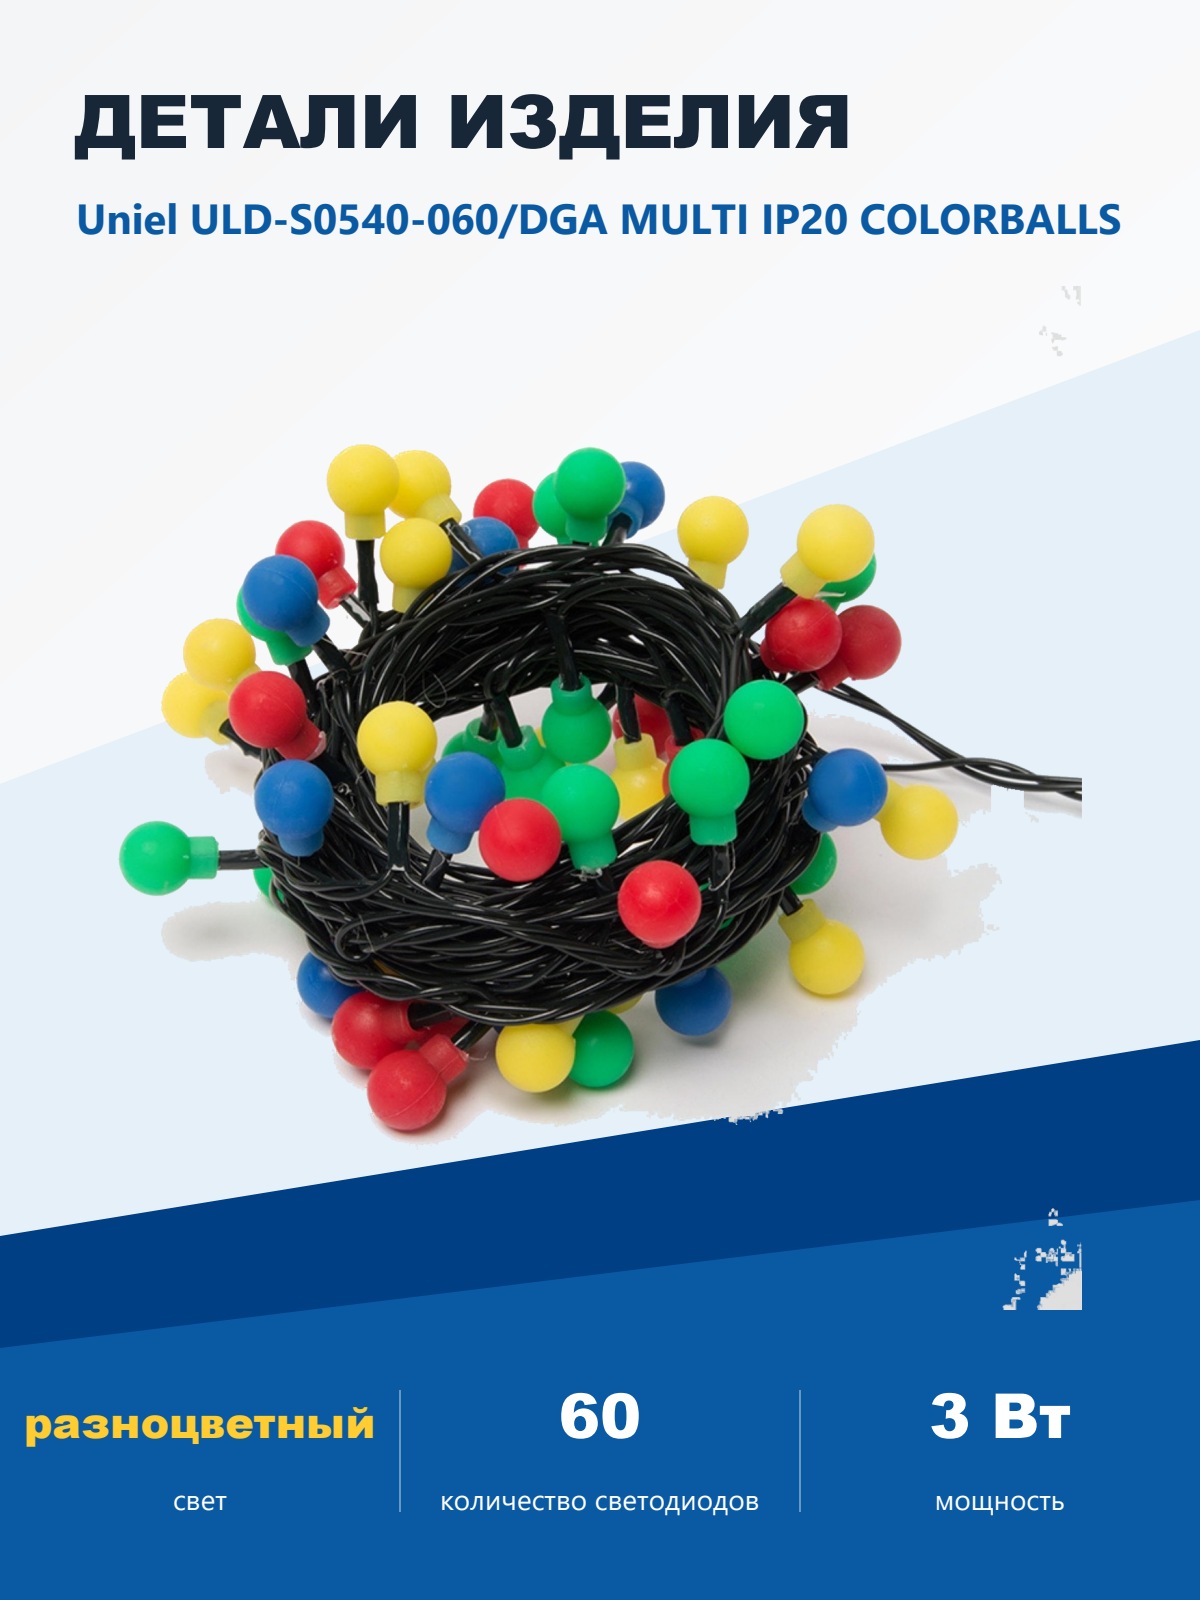 ДЕТАЛИ ИЗДЕЛИЯ
Uniel ULD-S0540-060/DGA MULTI IP20 COLORBALLS
разноцветный
свет
60
количество светодиодов
3 Вт
мощность